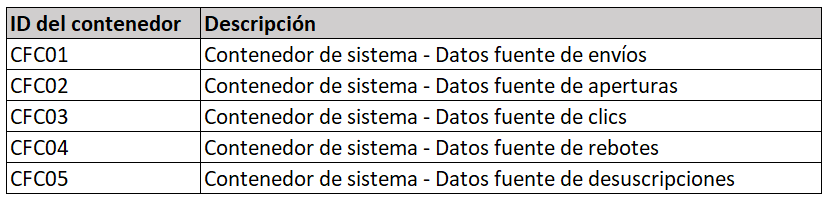 ID del contenedor Descripción
CFC01 Contenedor de sistema - Datos fuente de envíos
CFC02 Contenedor de sistema - Datos fuente de aperturas
CFC03 Contenedor de sistema - Datos fuente de clics
CFC04 Contenedor de sistema - Datos fuente de rebotes
CFC05 Contenedor de sistema - Datos fuente de desuscripciones